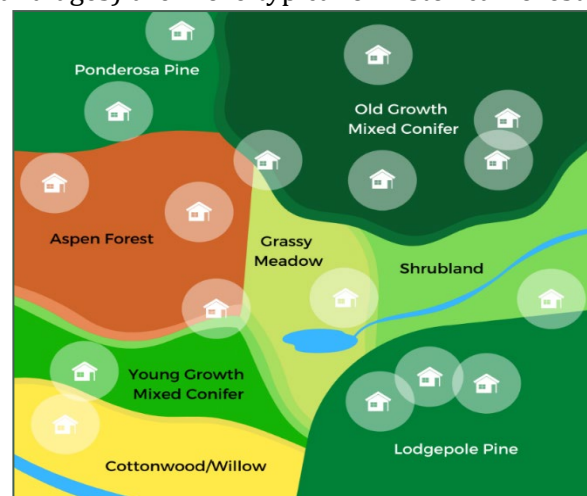 Ponderosa Pine
Old Growth
Mixed Conifer
Aspen Forest
Grassy
Meadow
Shrubland
Young Growth
Mixed Conifer
Lodgepole Pine
Cottonwood/Willow